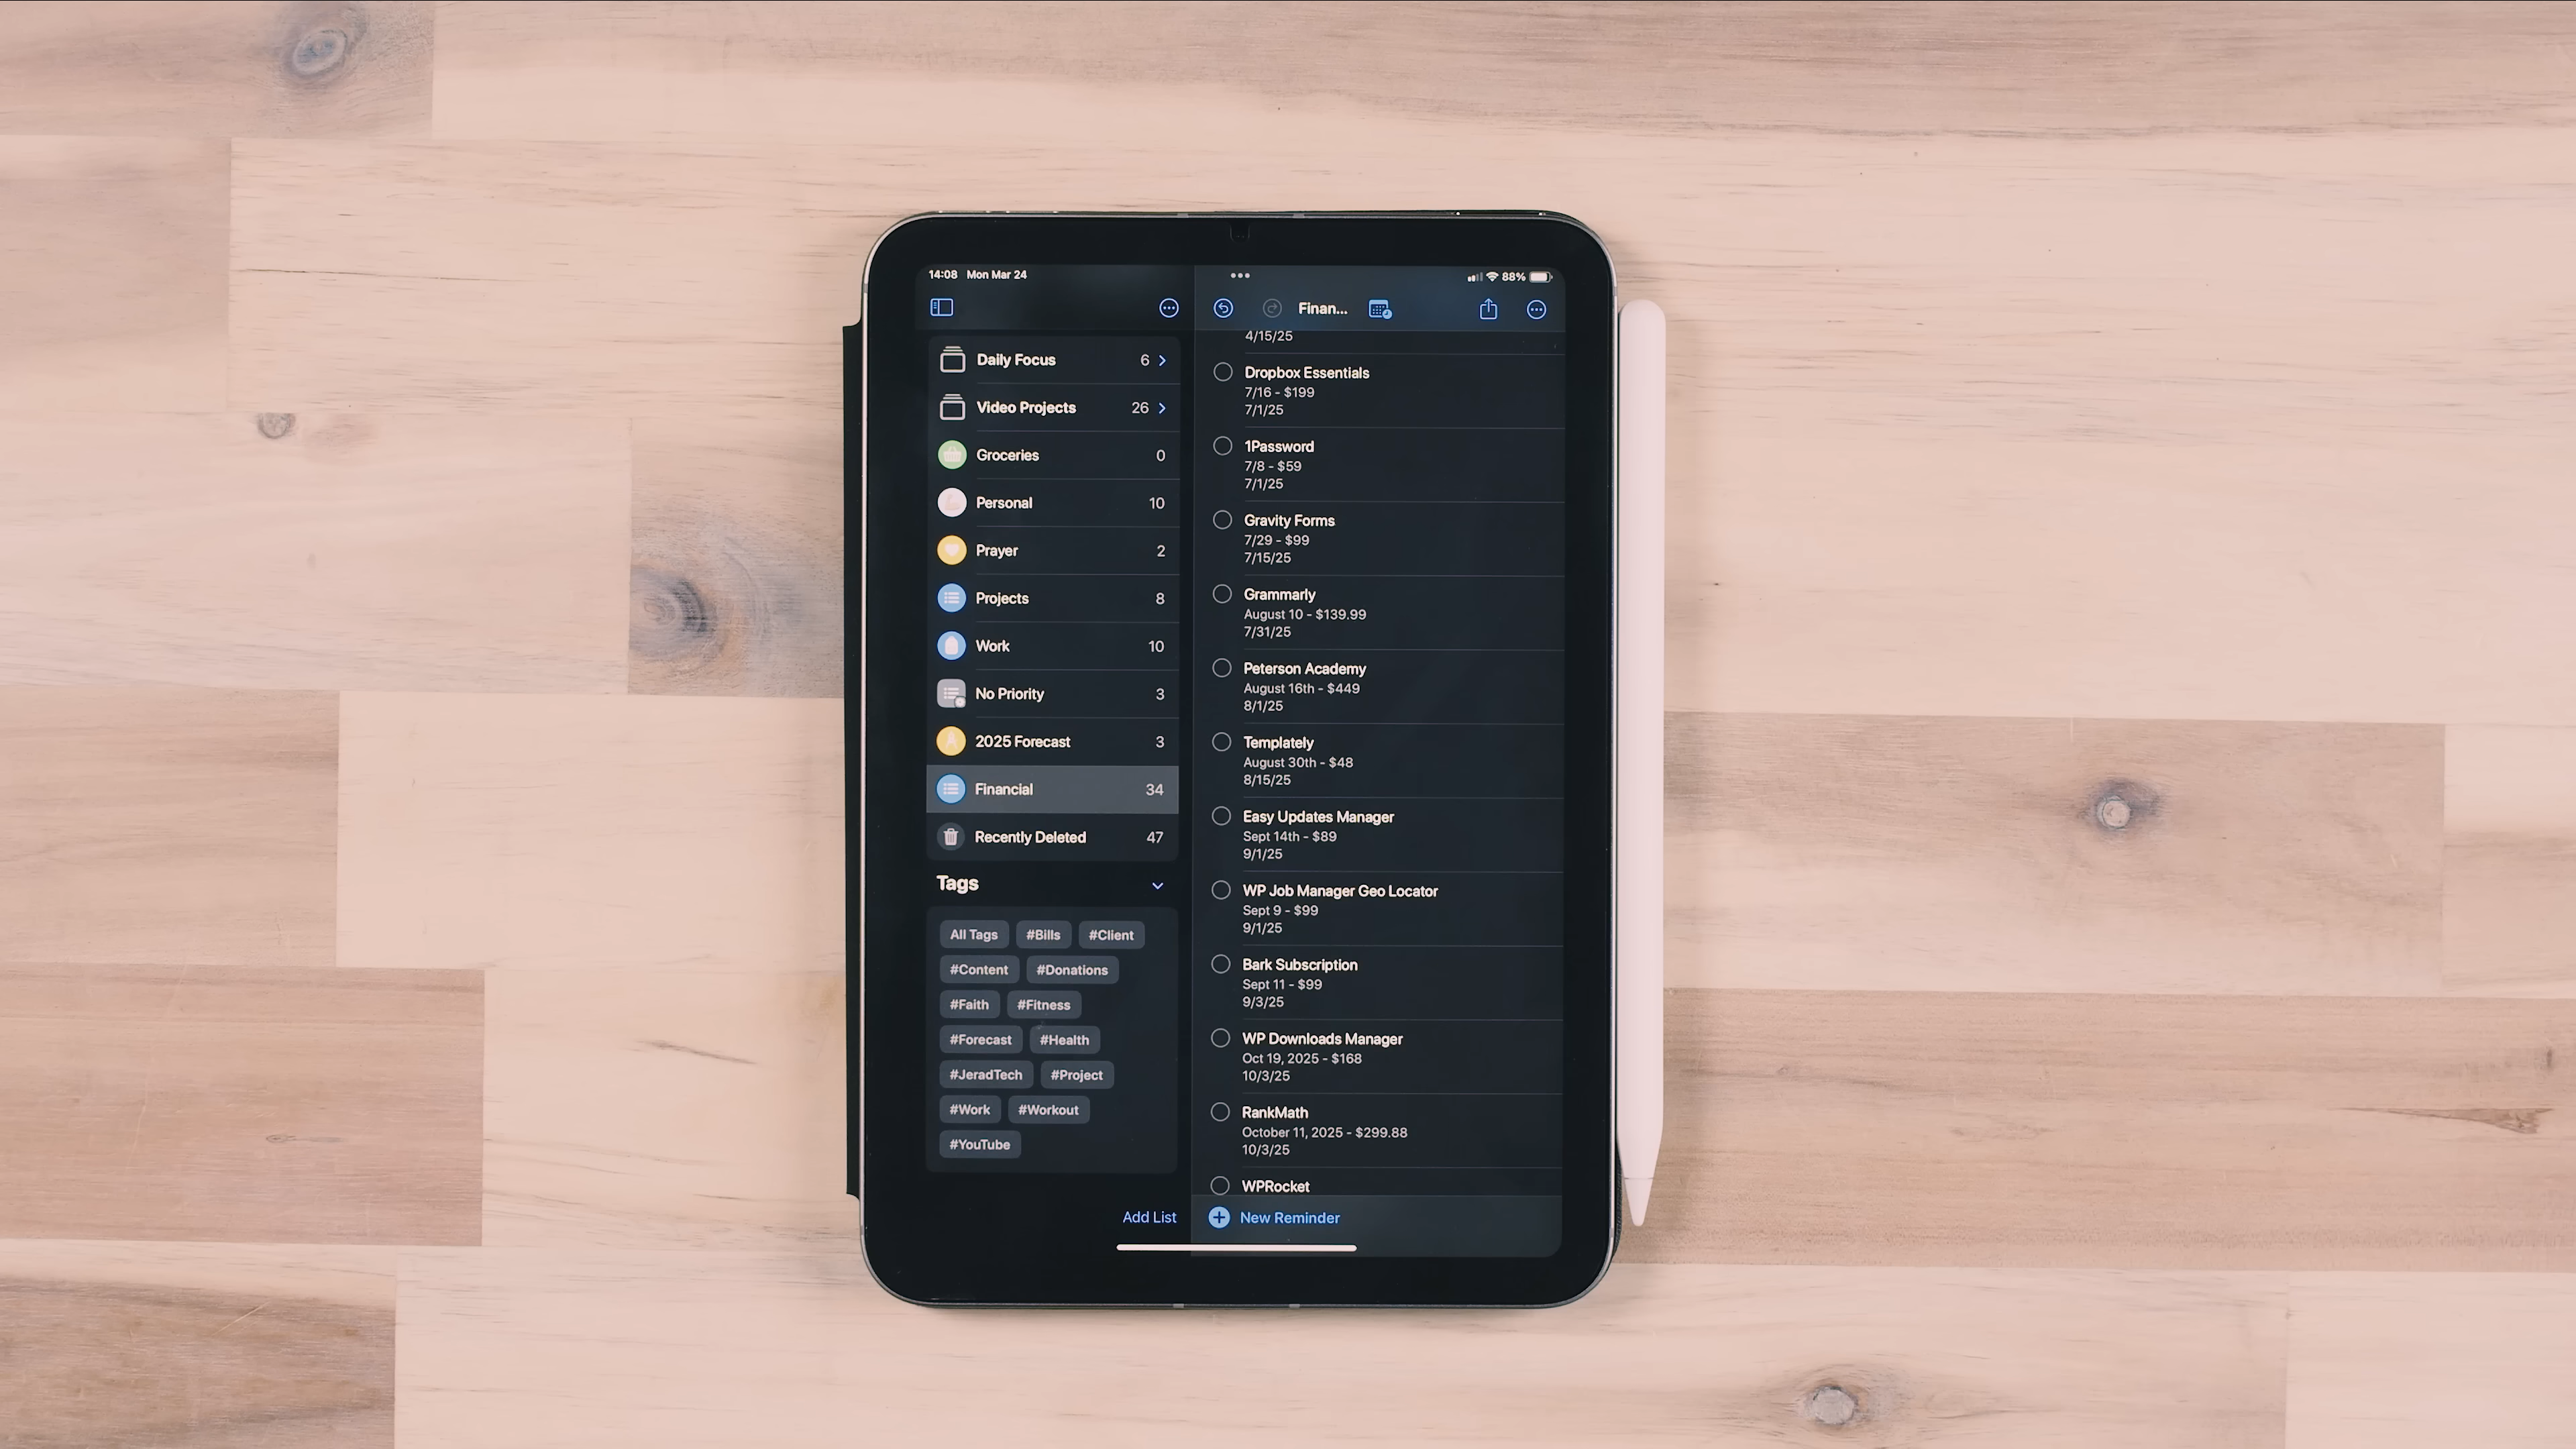 14:08 Mon Mar 24
88%
Finan...
Daily Focus 6
Video Projects 26
Groceries 0
Personal 10
Prayer 2
Projects 8
Work 10
No Priority 3
2025 Forecast 3
Financial 34
Recently Deleted 47
Tags
All Tags #Bills #Client
#Content #Donations
#Faith #Fitness
#Forecast #Health
#JeradTech #Project
#Work #Workout
#YouTube
Add List
4/15/25
Dropbox Essentials
7/16 - $199
7/1/25
1Password
7/8 - $59
7/1/25
Gravity Forms
7/29 - $99
7/15/25
Grammarly
August 10 - $139.99
7/31/25
Peterson Academy
August 16th - $449
8/1/25
Templately
August 30th - $48
8/15/25
Easy Updates Manager
Sept 14th - $89
9/1/25
WP Job Manager Geo Locator
Sept 9 - $99
9/1/25
Bark Subscription
Sept 11 - $99
9/3/25
WP Downloads Manager
Oct 19, 2025 - $168
10/3/25
RankMath
October 11, 2025 - $299.88
10/3/25
WPRocket
New Reminder